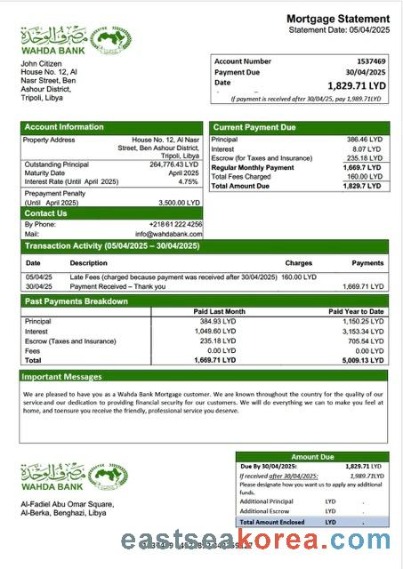 Mortgage Statement
Statement Date: 05/04/2025
مصرف الوحدة
WAHDA BANK
John Citizen
House No. 12, Al
Nasr Street, Ben
Ashour District,
Tripoli, Libya
Account Number 1537469
Payment Due 30/04/2025
Date 1,829.71 LYD
If payment is received after 30/04/25, pay 1,989.71LYD
Account Information
Property Address House No. 12, Al Nasr
Street, Ben Ashour District,
Tripoli, Libya
Outstanding Principal 264,776.43 LYD
Maturity Date April 2025
Interest Rate (Until April 2025) 4.75%
Prepayment Penalty
(Until April 2025) 3,500.00 LYD
Contact Us
By Phone: +218 61 222 4256
Mail: info@wahdabank.com
Current Payment Due
Principal 386.46 LYD
Interest 8.07 LYD
Escrow (for Taxes and Insurance) 235.18 LYD
Regular Monthly Payment 1,669.7 LYD
Total Fees Charged 160.00 LYD
Total Amount Due 1,829.7 LYD
Transaction Activity (05/04/2025 – 30/04/2025)
Date Description Charges Payments
05/04/25 Late Fees (charged because payment was received after 30/04/2025) 160.00 LYD
30/04/25 Payment Received – Thank you 1,669.71 LYD
Past Payments Breakdown
Paid Last Month Paid Year to Date
Principal 384.93 LYD 1,150.25 LYD
Interest 1,049.60 LYD 3,153.34 LYD
Escrow (Taxes and Insurance) 235.18 LYD 705.54 LYD
Fees 0.00 LYD 0.00 LYD
Total 1,669.71 LYD 5,009.13 LYD
Important Messages
We are pleased to have you as a Wahda Bank Mortgage customer. We are known throughout the country for the quality of our
service and our dedication to providing financial security for our customers. We will do everything we can to make you feel at
home, and toensure you receive the friendly, professional service you deserve.
مصرف الوحدة
WAHDA BANK
Al-Fadiel Abu Omar Square,
Al-Berka, Benghazi, Libya
Amount Due
Due By 30/04/2025: 1,829.71 LYD
If received after 30/04/2025: 1,989.71LYD
Please designate how you want us to apply any additional
funds.
Additional Principal LYD .
Additional Escrow LYD .
Total Amount Enclosed LYD .
eastseakorea.com